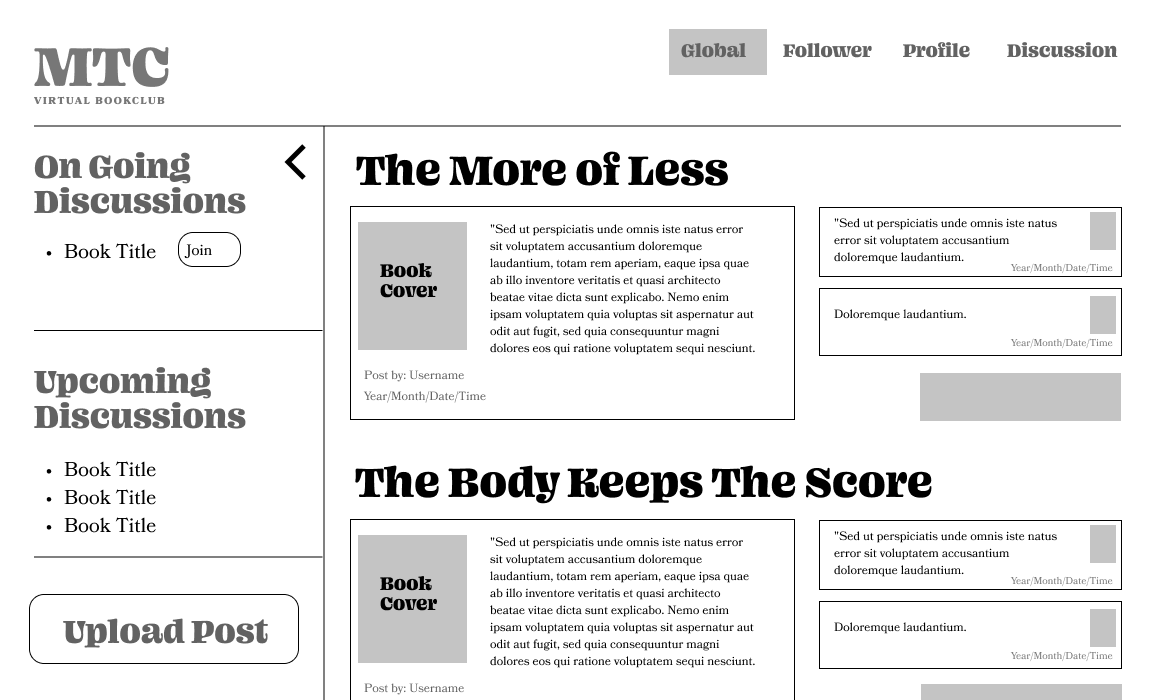 MTC
VIRTUAL BOOKCLUB
Global
Follower
Profile
Discussion
On Going
Discussions
• Book Title
Join
Upcoming
Discussions
• Book Title
• Book Title
• Book Title
Upload Post
The More of Less
Book
Cover
"Sed ut perspiciatis unde omnis iste natus error
sit voluptatem accusantium doloremque
laudantium, totam rem aperiam, eaque ipsa quae
ab illo inventore veritatis et quasi architecto
beatae vitae dicta sunt explicabo. Nemo enim
ipsam voluptatem quia voluptas sit aspernatur aut
odit aut fugit, sed quia consequuntur magni
dolores eos qui ratione voluptatem sequi nesciunt.
Post by: Username
Year/Month/Date/Time
"Sed ut perspiciatis unde omnis iste natus
error sit voluptatem accusantium
doloremque laudantium.
Year/Month/Date/Time
Doloremque laudantium.
Year/Month/Date/Time
The Body Keeps The Score
Book
Cover
"Sed ut perspiciatis unde omnis iste natus error
sit voluptatem accusantium doloremque
laudantium, totam rem aperiam, eaque ipsa quae
ab illo inventore veritatis et quasi architecto
beatae vitae dicta sunt explicabo. Nemo enim
ipsam voluptatem quia voluptas sit aspernatur aut
odit aut fugit, sed quia consequuntur magni
dolores eos qui ratione voluptatem sequi nesciunt.
Post by: Username
"Sed ut perspiciatis unde omnis iste natus
error sit voluptatem accusantium
doloremque laudantium.
Year/Month/Date/Time
Doloremque laudantium.
Year/Month/Date/Time